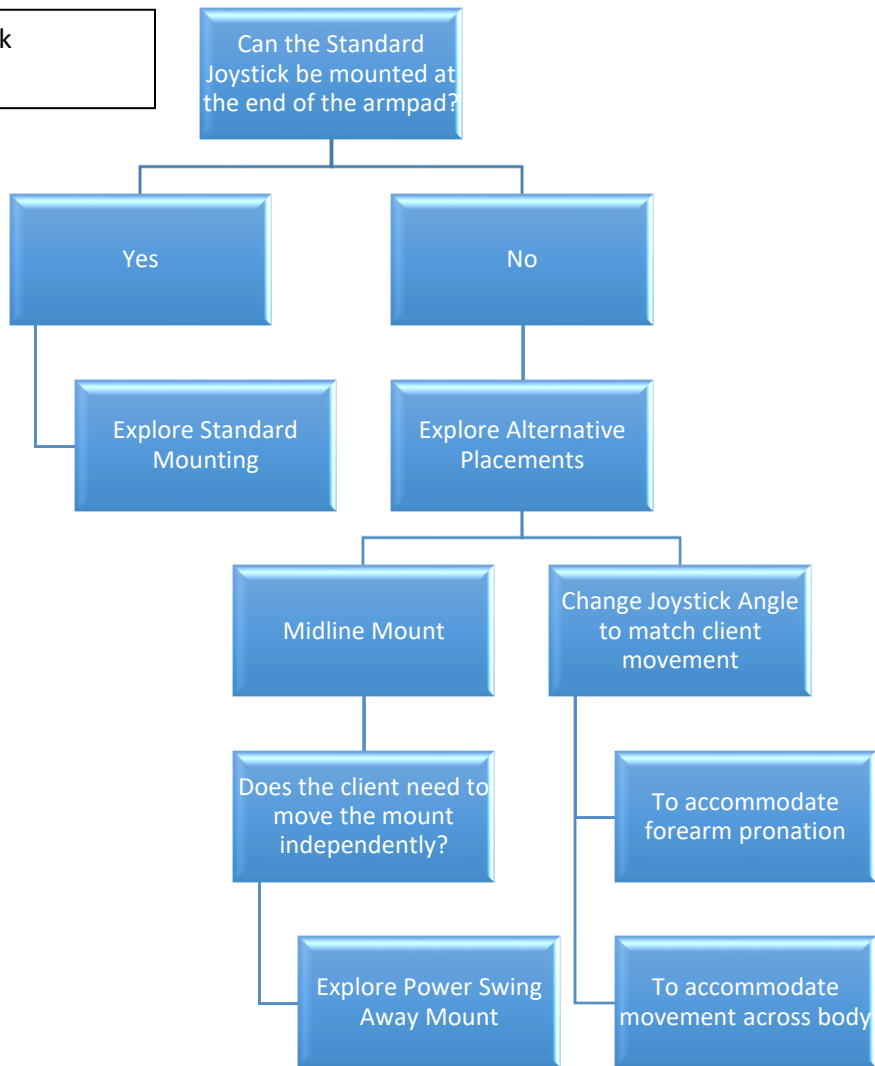 Can the Standard
Joystick be mounted at
the end of the armpad?
Yes
No
Explore Standard
Mounting
Explore Alternative
Placements
Midline Mount
Change Joystick Angle
to match client
movement
Does the client need to
move the mount
independently?
To accommodate
forearm pronation
Explore Power Swing
Away Mount
To accommodate
movement across body